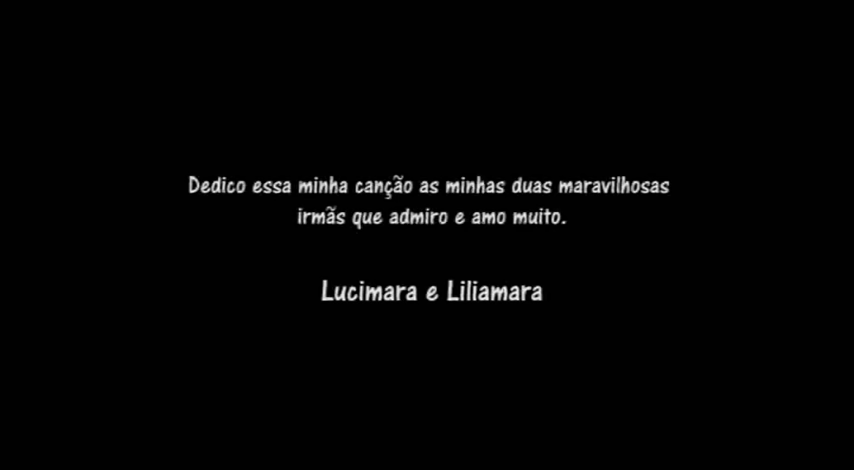 Dedico essa minha canção as minhas duas maravilhosas
irmãs que admiro e amo muito.
Lucimara e Liliamara